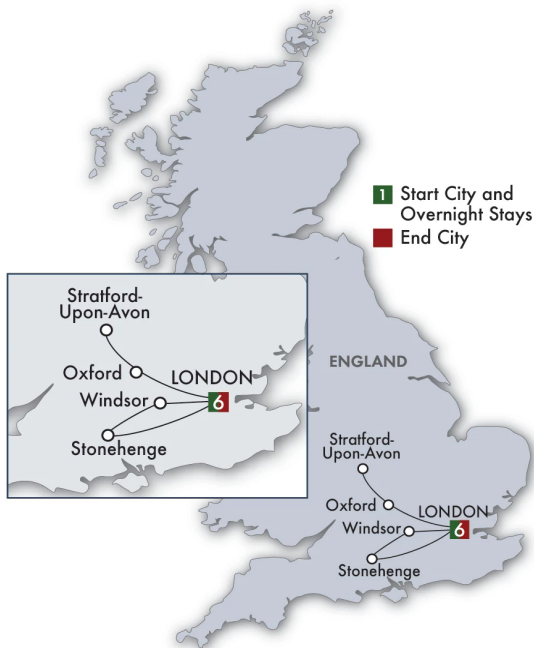 1 Start City and
Overnight Stays
End City
Stratford-
Upon-Avon
Oxford
LONDON
6
Windsor
Stonehenge
ENGLAND
Stratford-
Upon-Avon
Oxford
LONDON
Windsor
6
Stonehenge